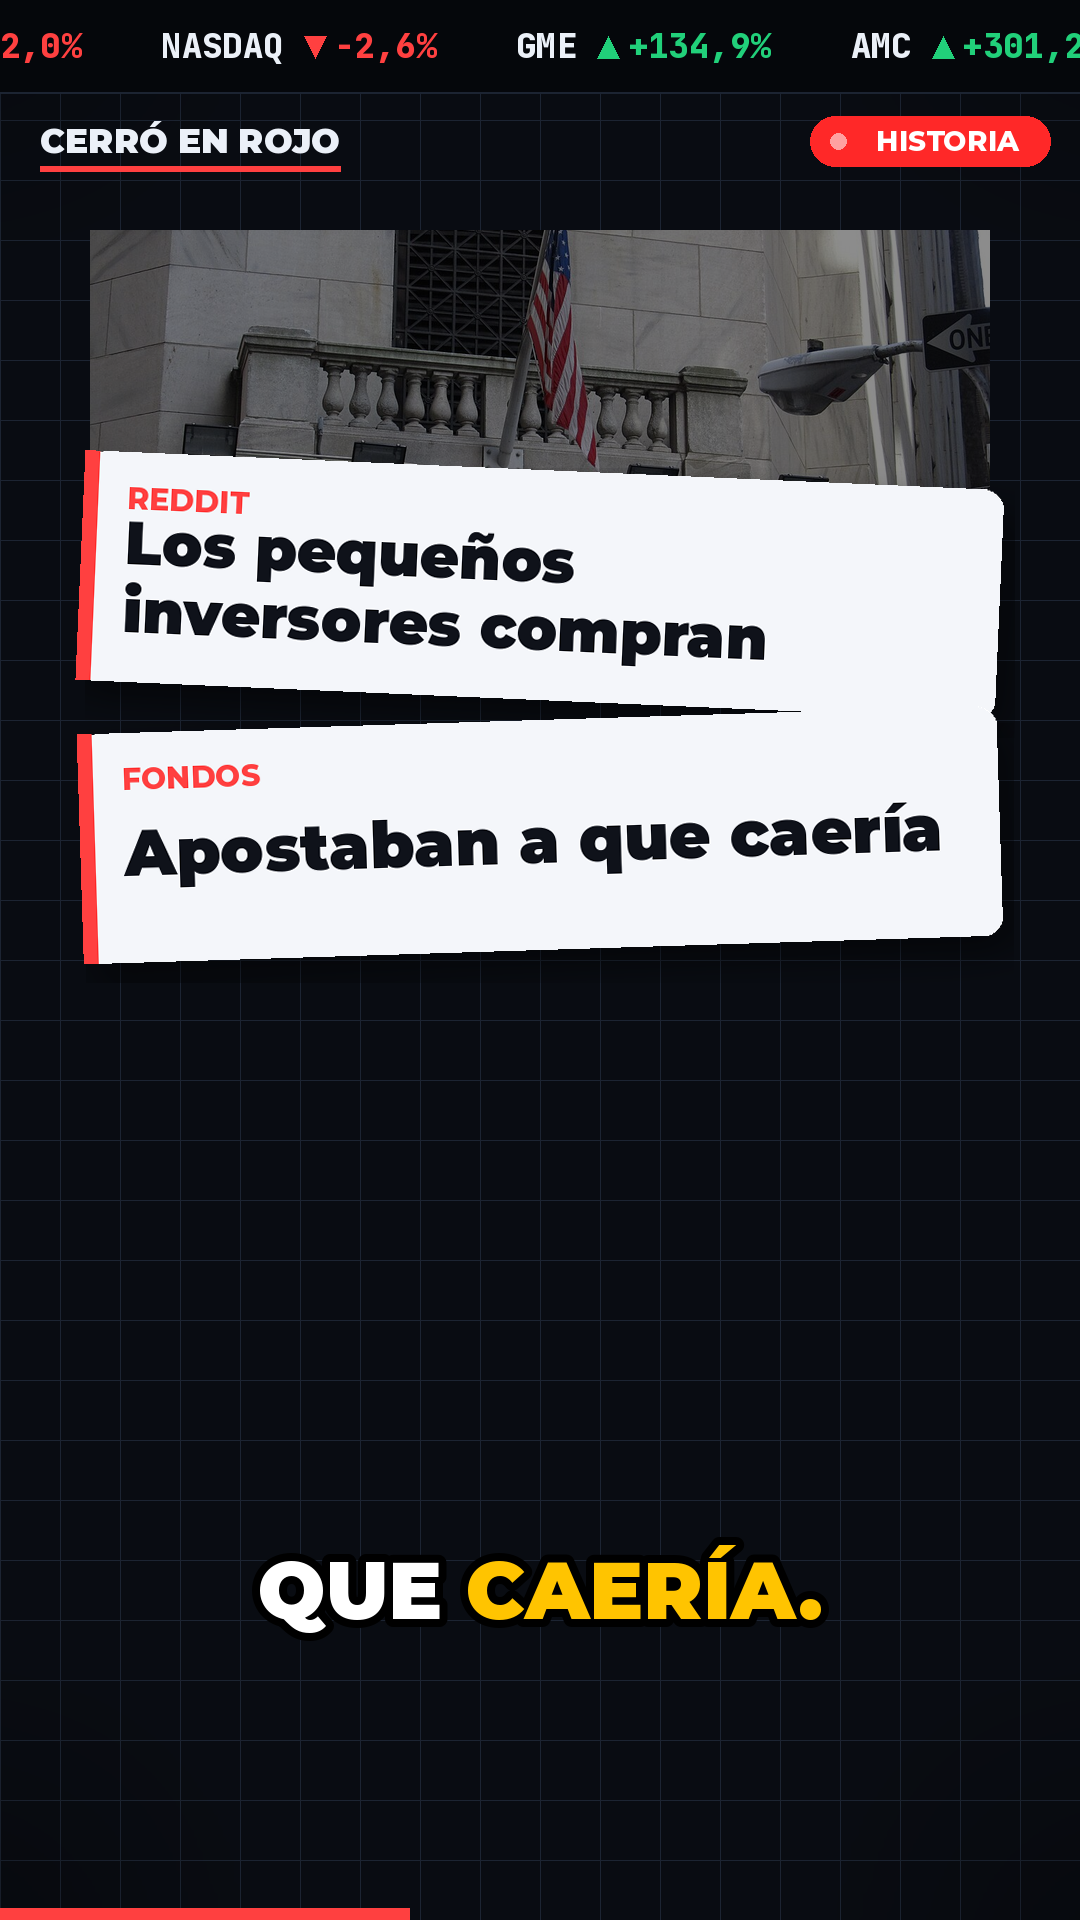 2,0% NASDAQ ▼-2,6% GME ▲+134,9% AMC ▲+301,2
CERRÓ EN ROJO
HISTORIA
REDDIT
Los pequeños
inversores compran
FONDOS
Apostaban a que caería
QUE CAERÍA.